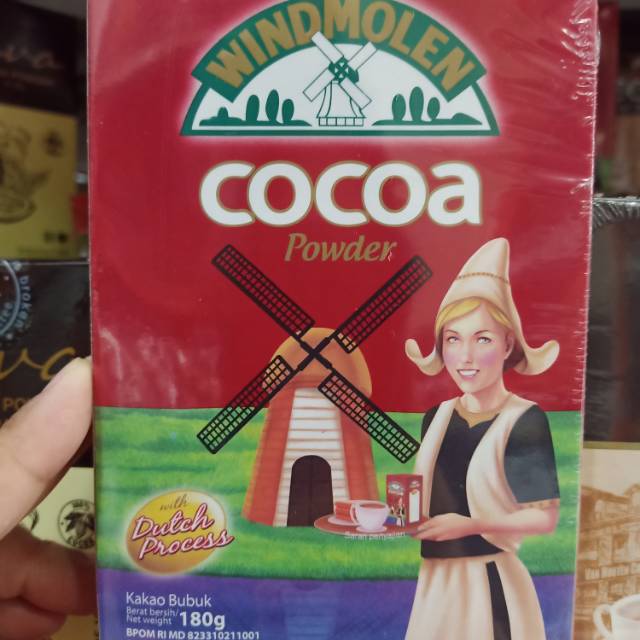 WINDMOLEN
cocoa
Powder
with
Dutch
Process
Saran penyajian
Kakao Bubuk
Berat bersih/
Net weight 180g
BPOM RI MD 823310211001